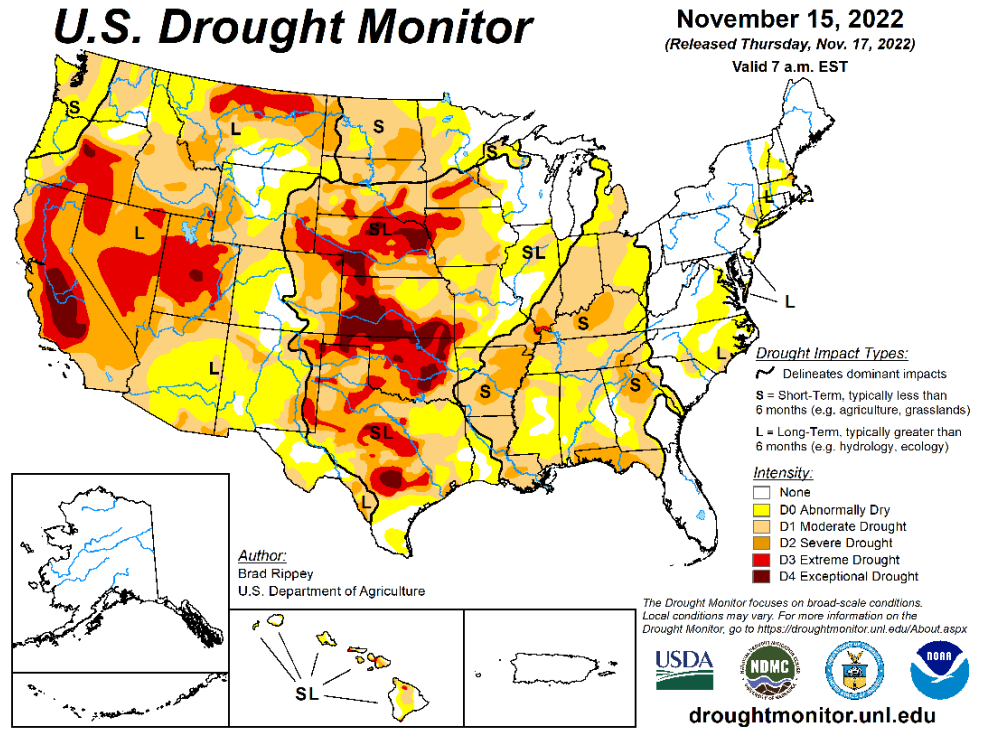 U.S. Drought Monitor
November 15, 2022
(Released Thursday, Nov. 17, 2022)
Valid 7 a.m. EST
S
L
S
S
L
SL
L
SL
L
S
L
L
S
S
SL
L
Drought Impact Types:
Delineates dominant impacts
S = Short-Term, typically less than
6 months (e.g. agriculture, grasslands)
L = Long-Term, typically greater than
6 months (e.g. hydrology, ecology)
Intensity:
None
D0 Abnormally Dry
D1 Moderate Drought
D2 Severe Drought
D3 Extreme Drought
D4 Exceptional Drought
Author:
Brad Rippey
U.S. Department of Agriculture
SL
The Drought Monitor focuses on broad-scale conditions.
Local conditions may vary. For more information on the
Drought Monitor, go to https://droughtmonitor.unl.edu/About.aspx
USDA
NDMC
NOAA
droughtmonitor.unl.edu